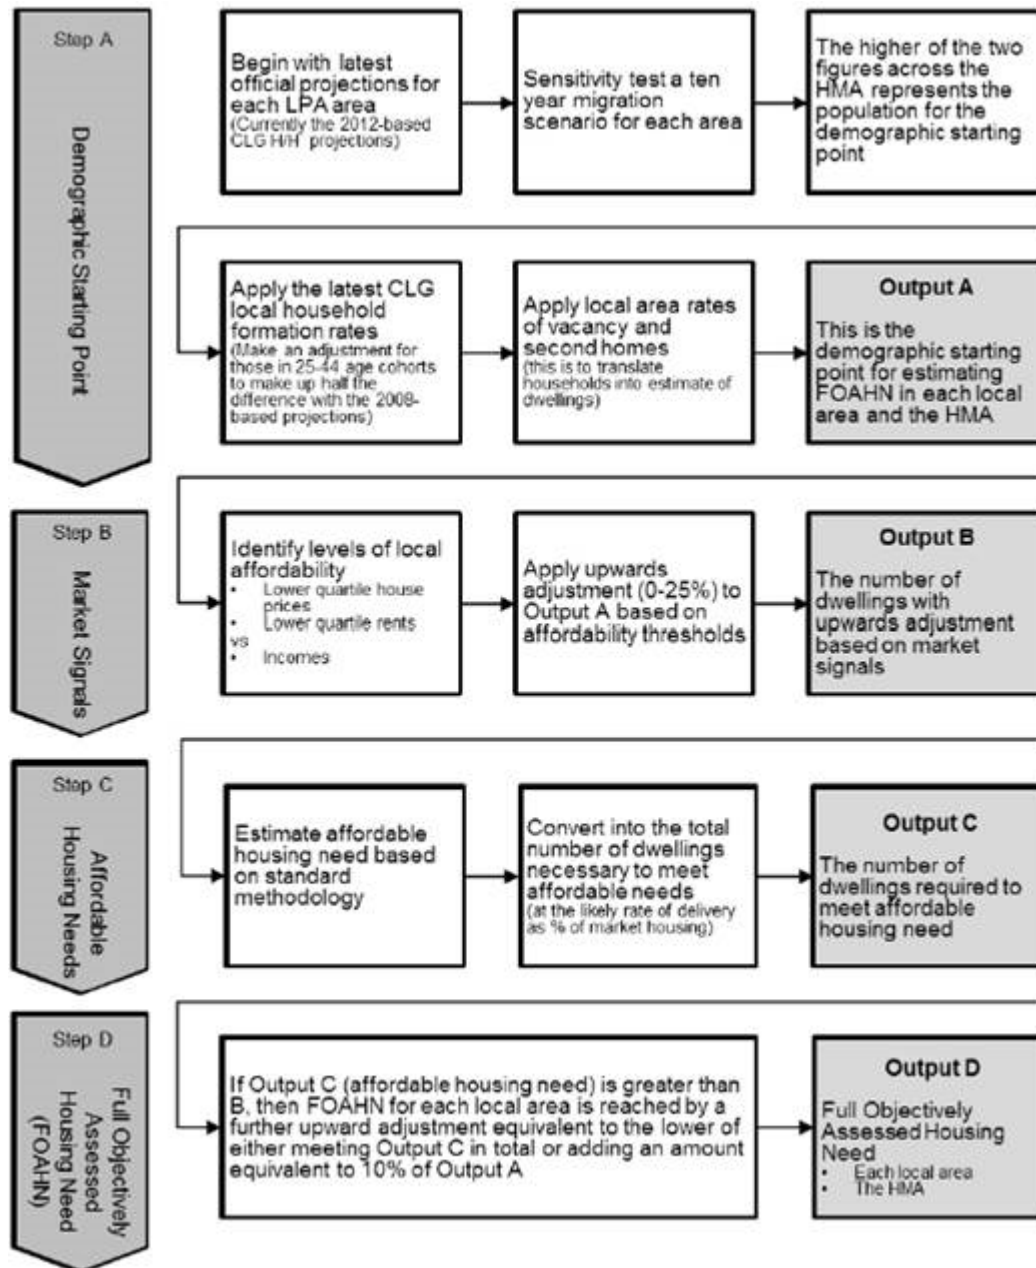 Step A
Demographic Starting Point
Begin with latest
official projections for
each LPA area
(Currently the 2012-based
CLG H/H projections)
Sensitivity test a ten
year migration
scenario for each area
The higher of the two
figures across the
HMA represents the
population for the
demographic starting
point
Apply the latest CLG
local household
formation rates
(Make an adjustment for
those in 25-44 age cohorts
to make up half the
difference with the 2008-
based projections)
Apply local area rates
of vacancy and
second homes
(this is to translate
households into estimate of
dwellings)
Output A
This is the
demographic starting
point for estimating
FOAHN in each local
area and the HMA
Step B
Market Signals
Identify levels of local
affordability
• Lower quartile house
prices
• Lower quartile rents
vs
• Incomes
Apply upwards
adjustment (0-25%) to
Output A based on
affordability thresholds
Output B
The number of
dwellings with
upwards adjustment
based on market
signals
Step C
Affordable
Housing Needs
Estimate affordable
housing need based
on standard
methodology
Convert into the total
number of dwellings
necessary to meet
affordable needs
(at the likely rate of delivery
as % of market housing)
Output C
The number of
dwellings required to
meet affordable
housing need
Step D
Full Objectively
Assessed
Housing Need
(FOAHN)
If Output C (affordable housing need) is greater than
B, then FOAHN for each local area is reached by a
further upward adjustment equivalent to the lower of
either meeting Output C in total or adding an amount
equivalent to 10% of Output A
Output D
Full Objectively
Assessed Housing
Need
• Each local area
• The HMA